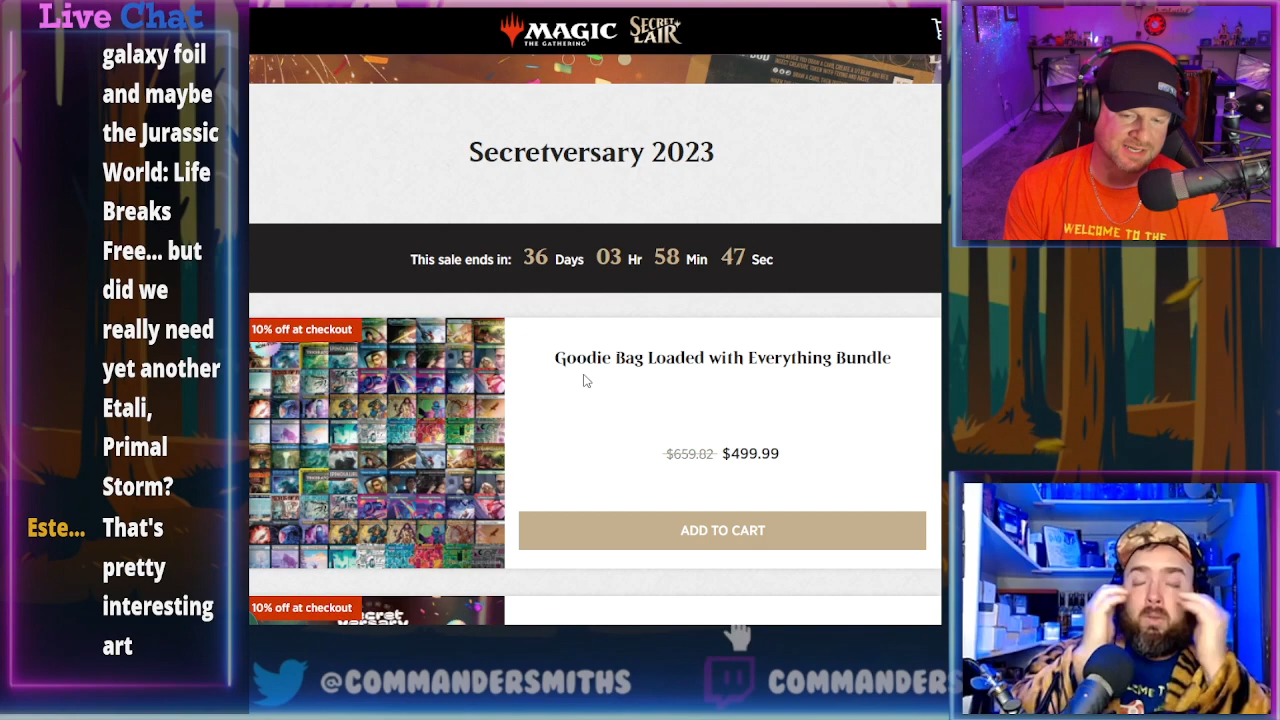 Live Chat
galaxy foil
and maybe
the Jurassic
World: Life
Breaks
Free... but
did we
really need
yet another
Etali,
Primal
Storm?
Este... That's
pretty
interesting
art
MAGIC
THE GATHERING
SECRET
LAIR
Secretversary 2023
This sale ends in: 36 Days 03 Hr 58 Min 47 Sec
10% off at checkout
Goodie Bag Loaded with Everything Bundle
$659.82 $499.99
ADD TO CART
10% off at checkout
WELCOME TO THE
@COMMANDERSMITHS
COMMANDERS